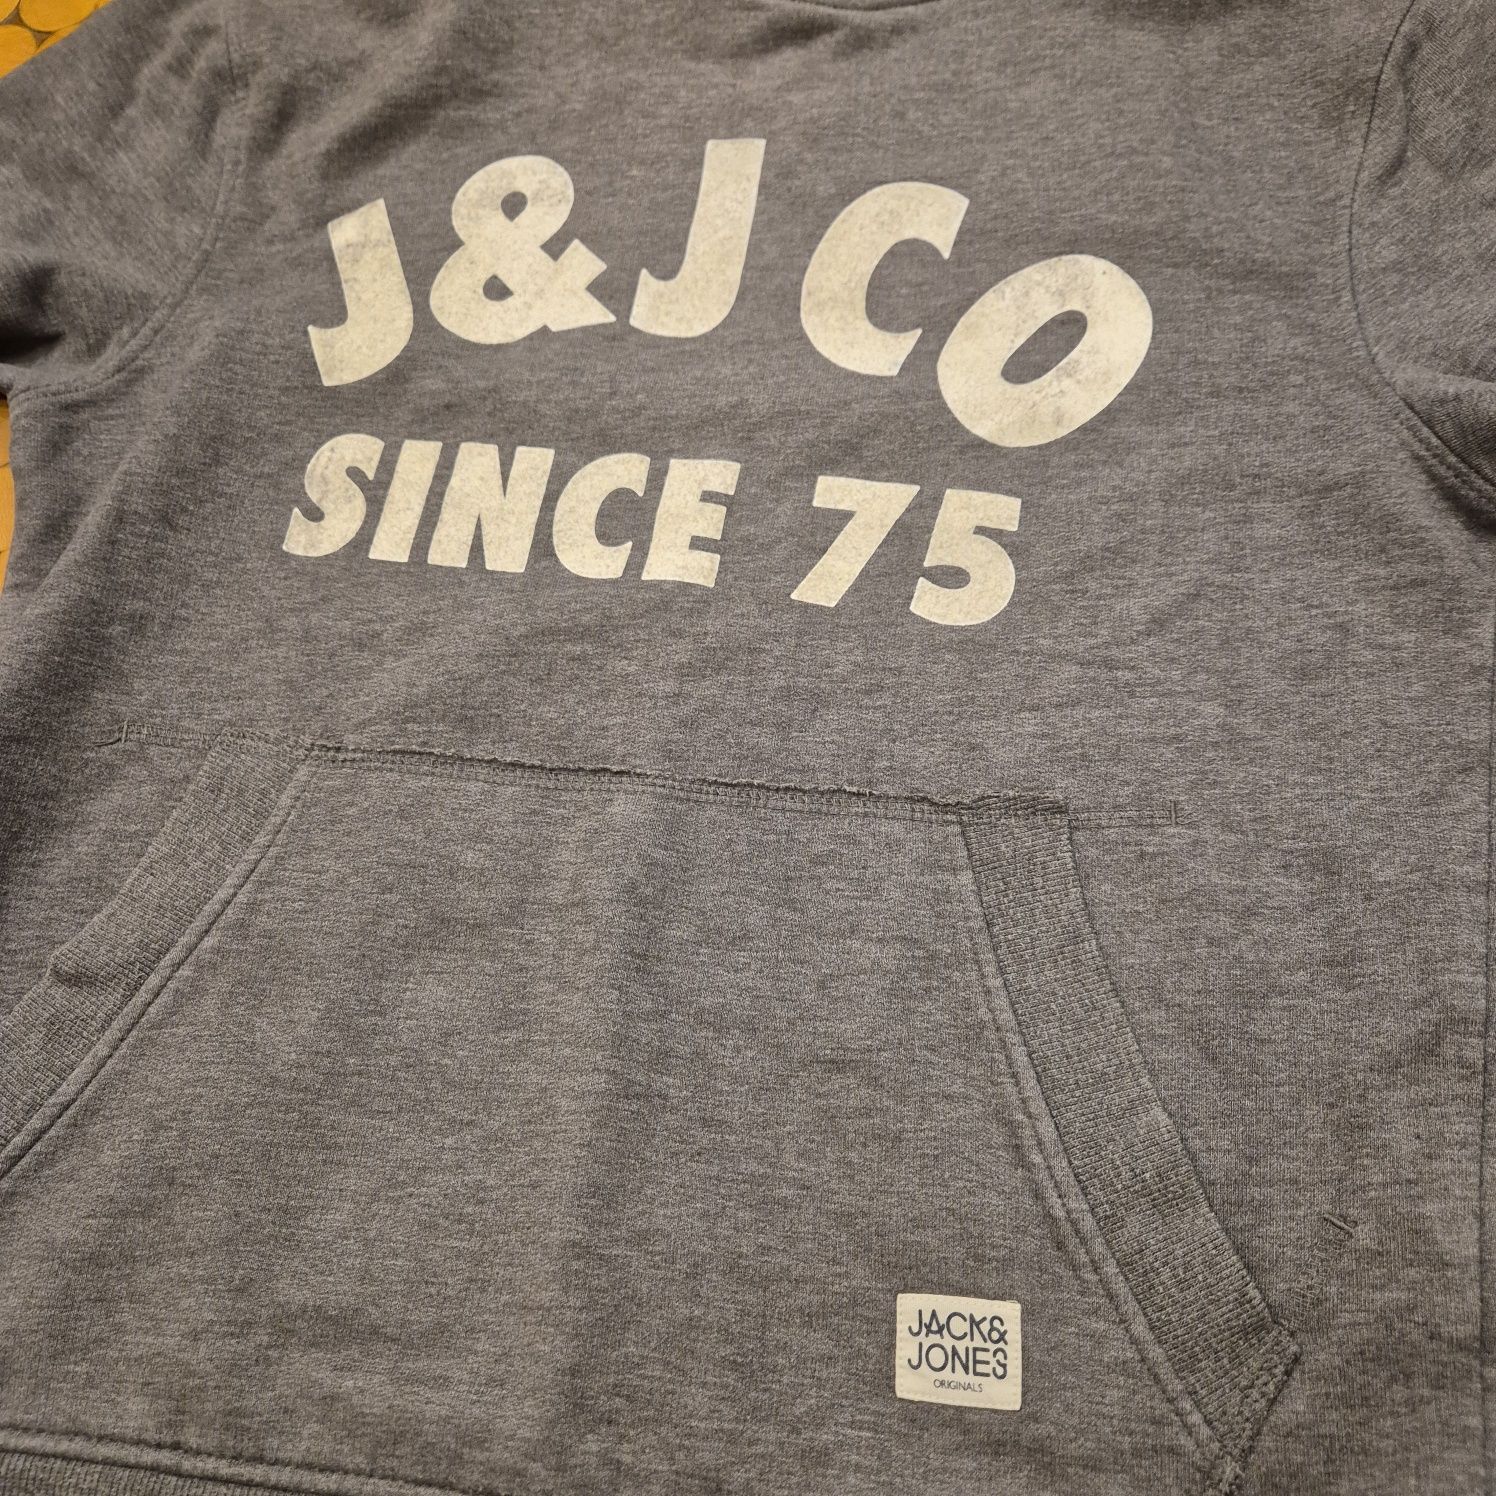 J&J CO
SINCE 75
JACK&
JONES
ORIGINALS